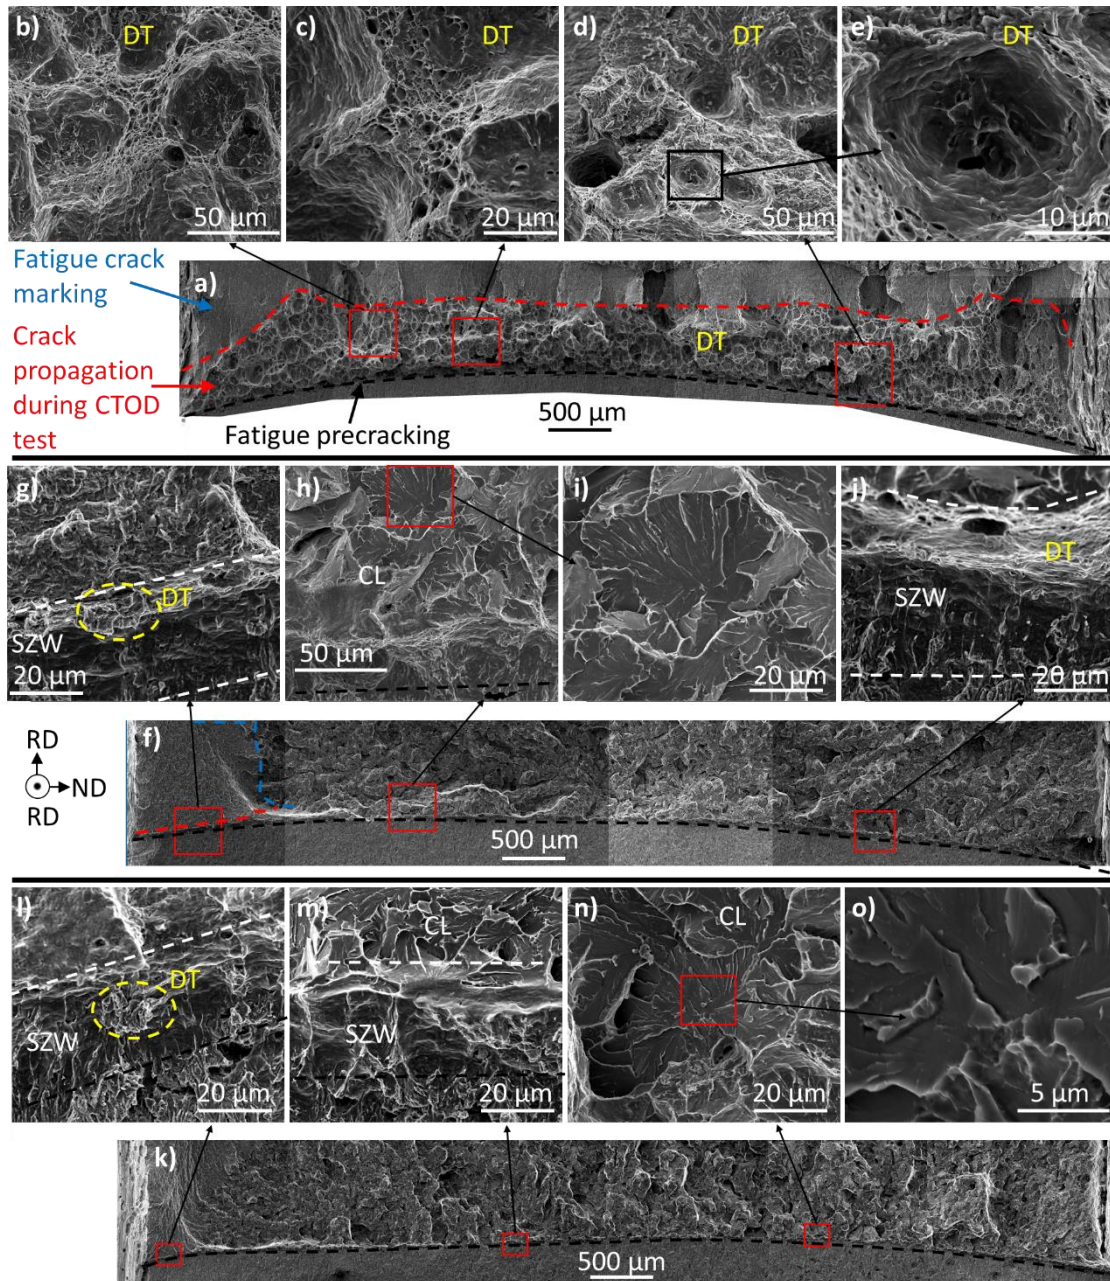 b)
DT
50 µm
c)
DT
20 µm
d)
DT
50 µm
e)
DT
10 µm
Fatigue crack
marking
a)
Crack
propagation
during CTOD
test
DT
500 µm
Fatigue precracking
g)
DT
SZW
20 µm
h)
CL
50 µm
i)
20 µm
j)
DT
SZW
20 µm
RD
ND
RD
f)
500 µm
l)
DT
SZW
20 µm
m)
CL
SZW
20 µm
n)
CL
20 µm
o)
5 µm
k)
500 µm